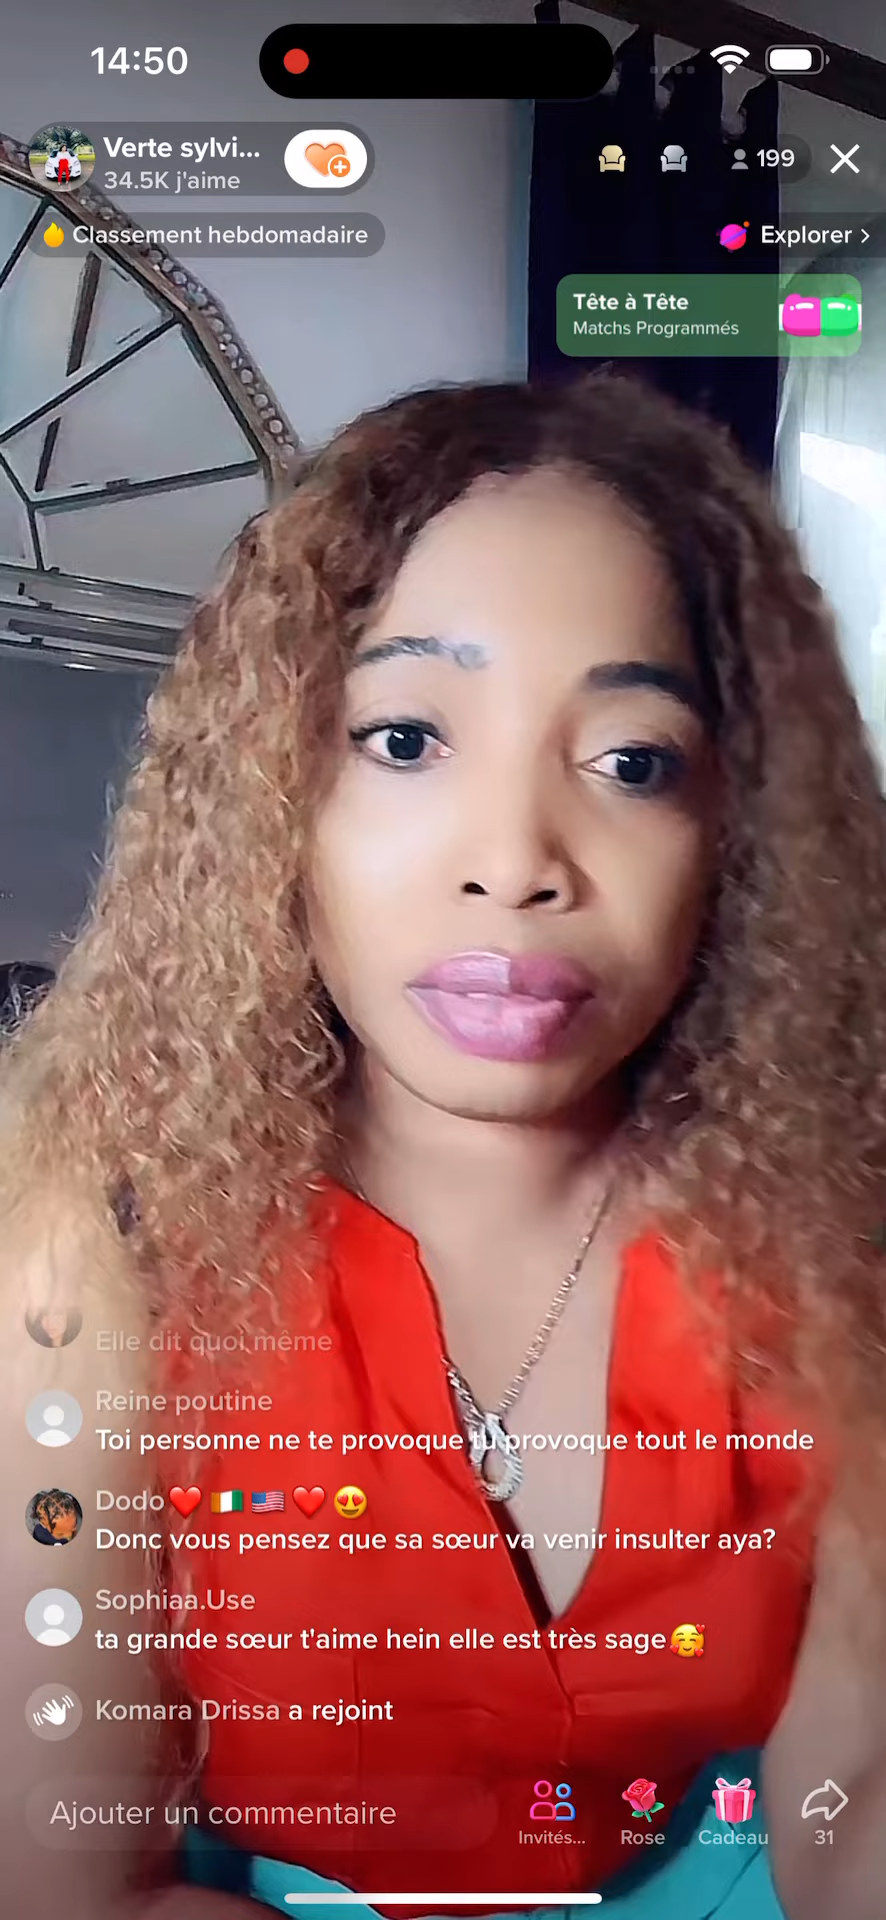 14:50
Verte sylvi...
34.5K j'aime
199
Classement hebdomadaire
Explorer >
Tête à Tête
Matchs Programmés
Elle dit quoi même
Reine poutine
Toi personne ne te provoque tu provoque tout le monde
Dodo❤️🇨🇮🇺🇸❤️😍
Donc vous pensez que sa sœur va venir insulter aya?
Sophiaa.Use
ta grande sœur t'aime hein elle est très sage🥰
Komara Drissa a rejoint
Ajouter un commentaire
Invités...
Rose
Cadeau
31